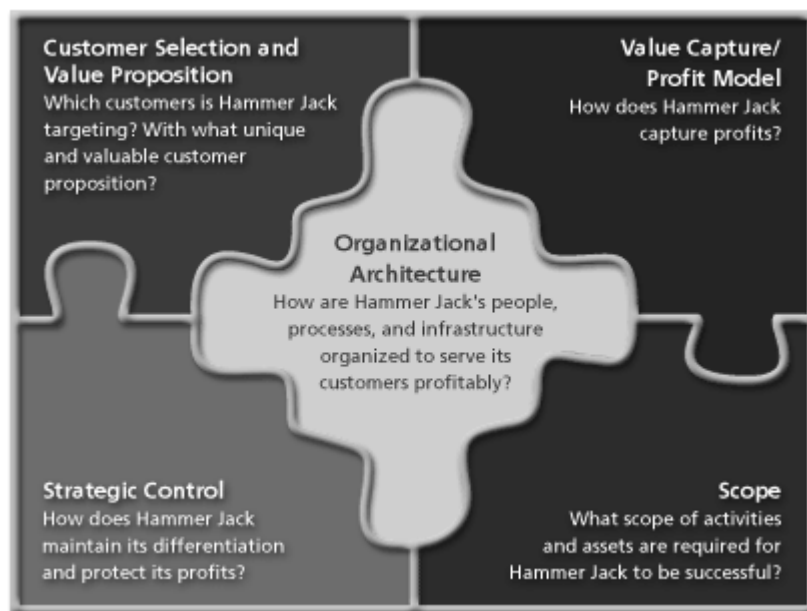 Customer Selection and
Value Proposition
Which customers is Hammer Jack
targeting? With what unique
and valuable customer
proposition?
Value Capture/
Profit Model
How does Hammer Jack
capture profits?
Organizational
Architecture
How are Hammer Jack's people,
processes, and infrastructure
organized to serve its
customers profitably?
Strategic Control
How does Hammer Jack
maintain its differentiation
and protect its profits?
Scope
What scope of activities
and assets are required for
Hammer Jack to be successful?